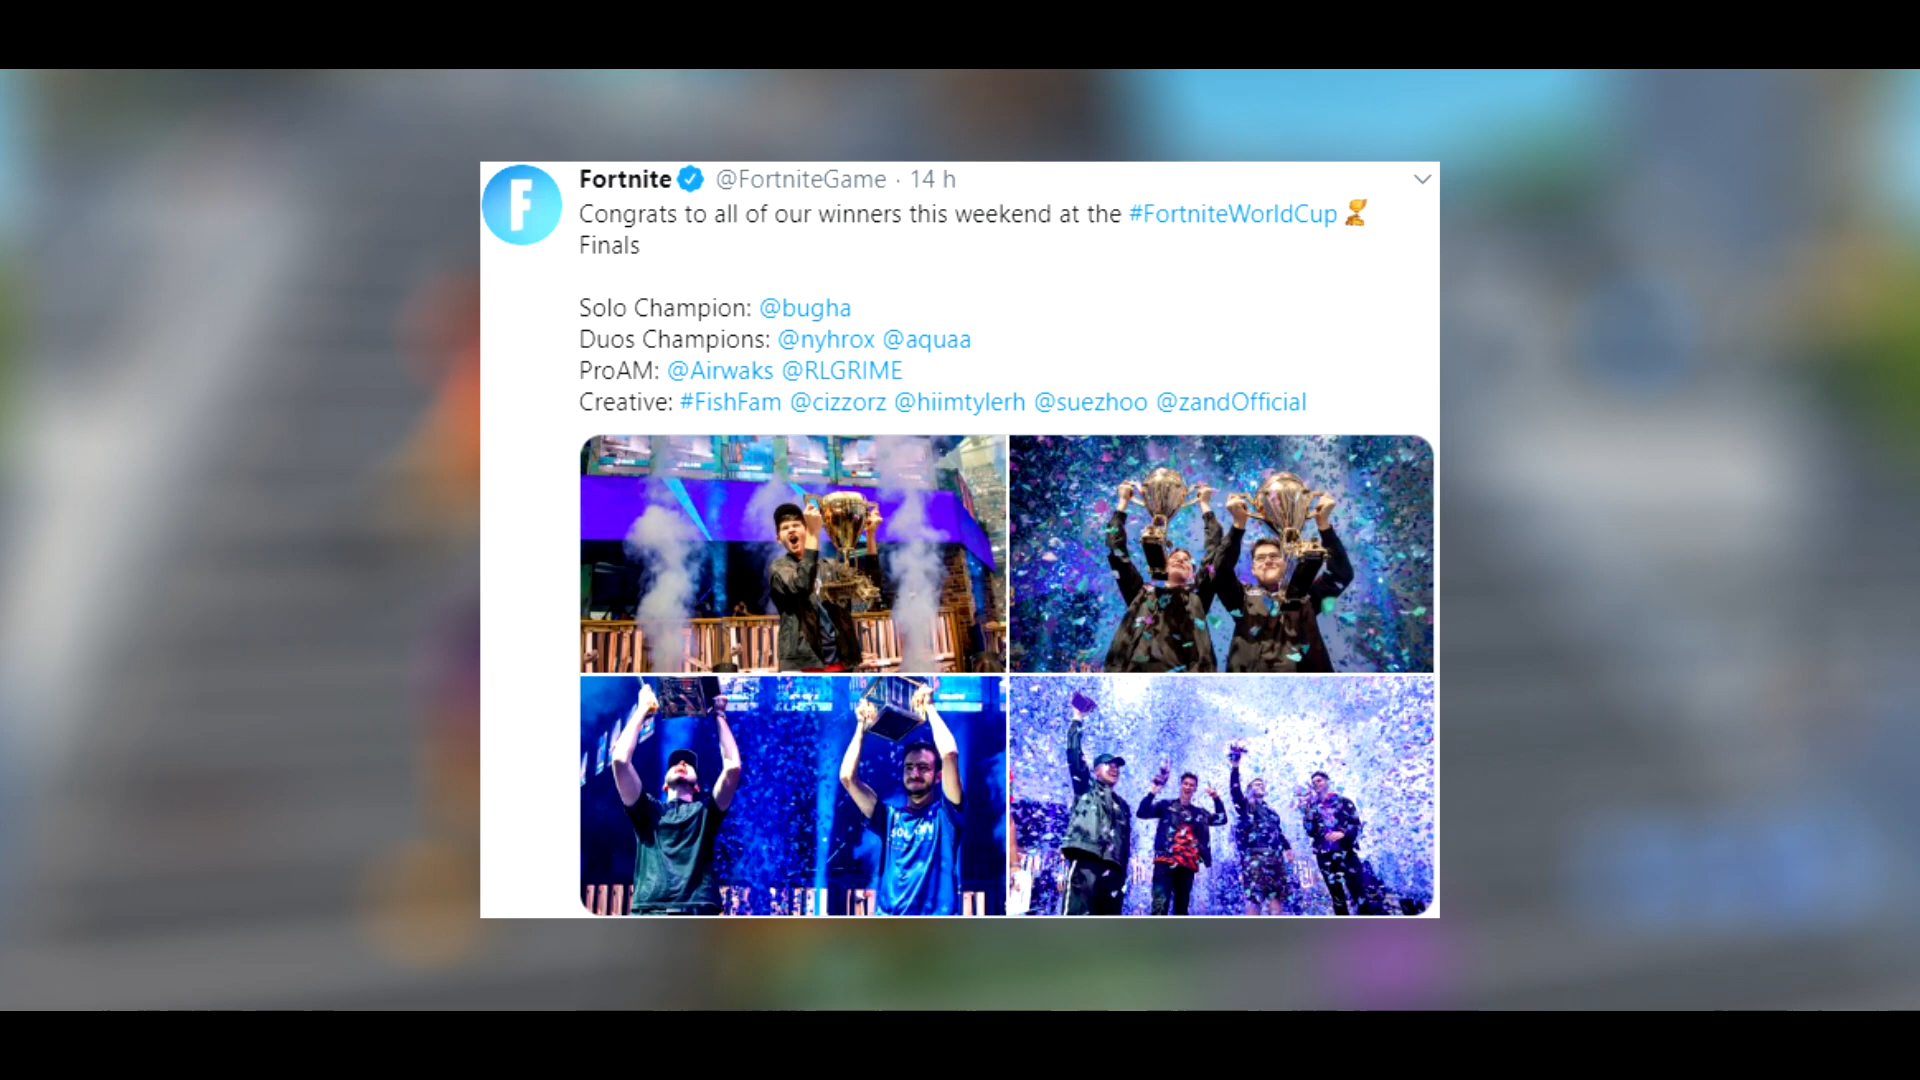 Fortnite @FortniteGame · 14 h
Congrats to all of our winners this weekend at the #FortniteWorldCup
Finals
Solo Champion: @bugha
Duos Champions: @nyhrox @aquaa
ProAM: @Airwaks @RLGRIME
Creative: #FishFam @cizzorz @hiimtylerh @suezhoo @zandOfficial